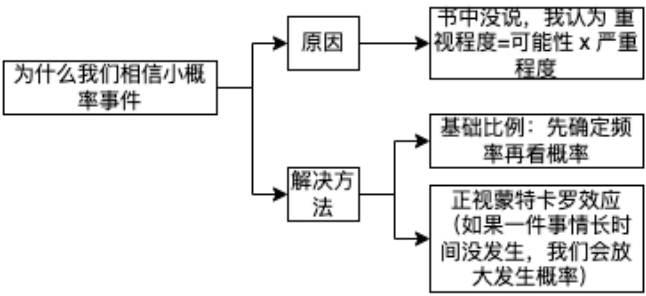 为什么我们相信小概
率事件
原因
书中没说，我认为 重
视程度=可能性 x 严重
程度
解决方
法
基础比例：先确定频
率再看概率
正视蒙特卡罗效应
（如果一件事情长时
间没发生，我们会放
大发生概率）